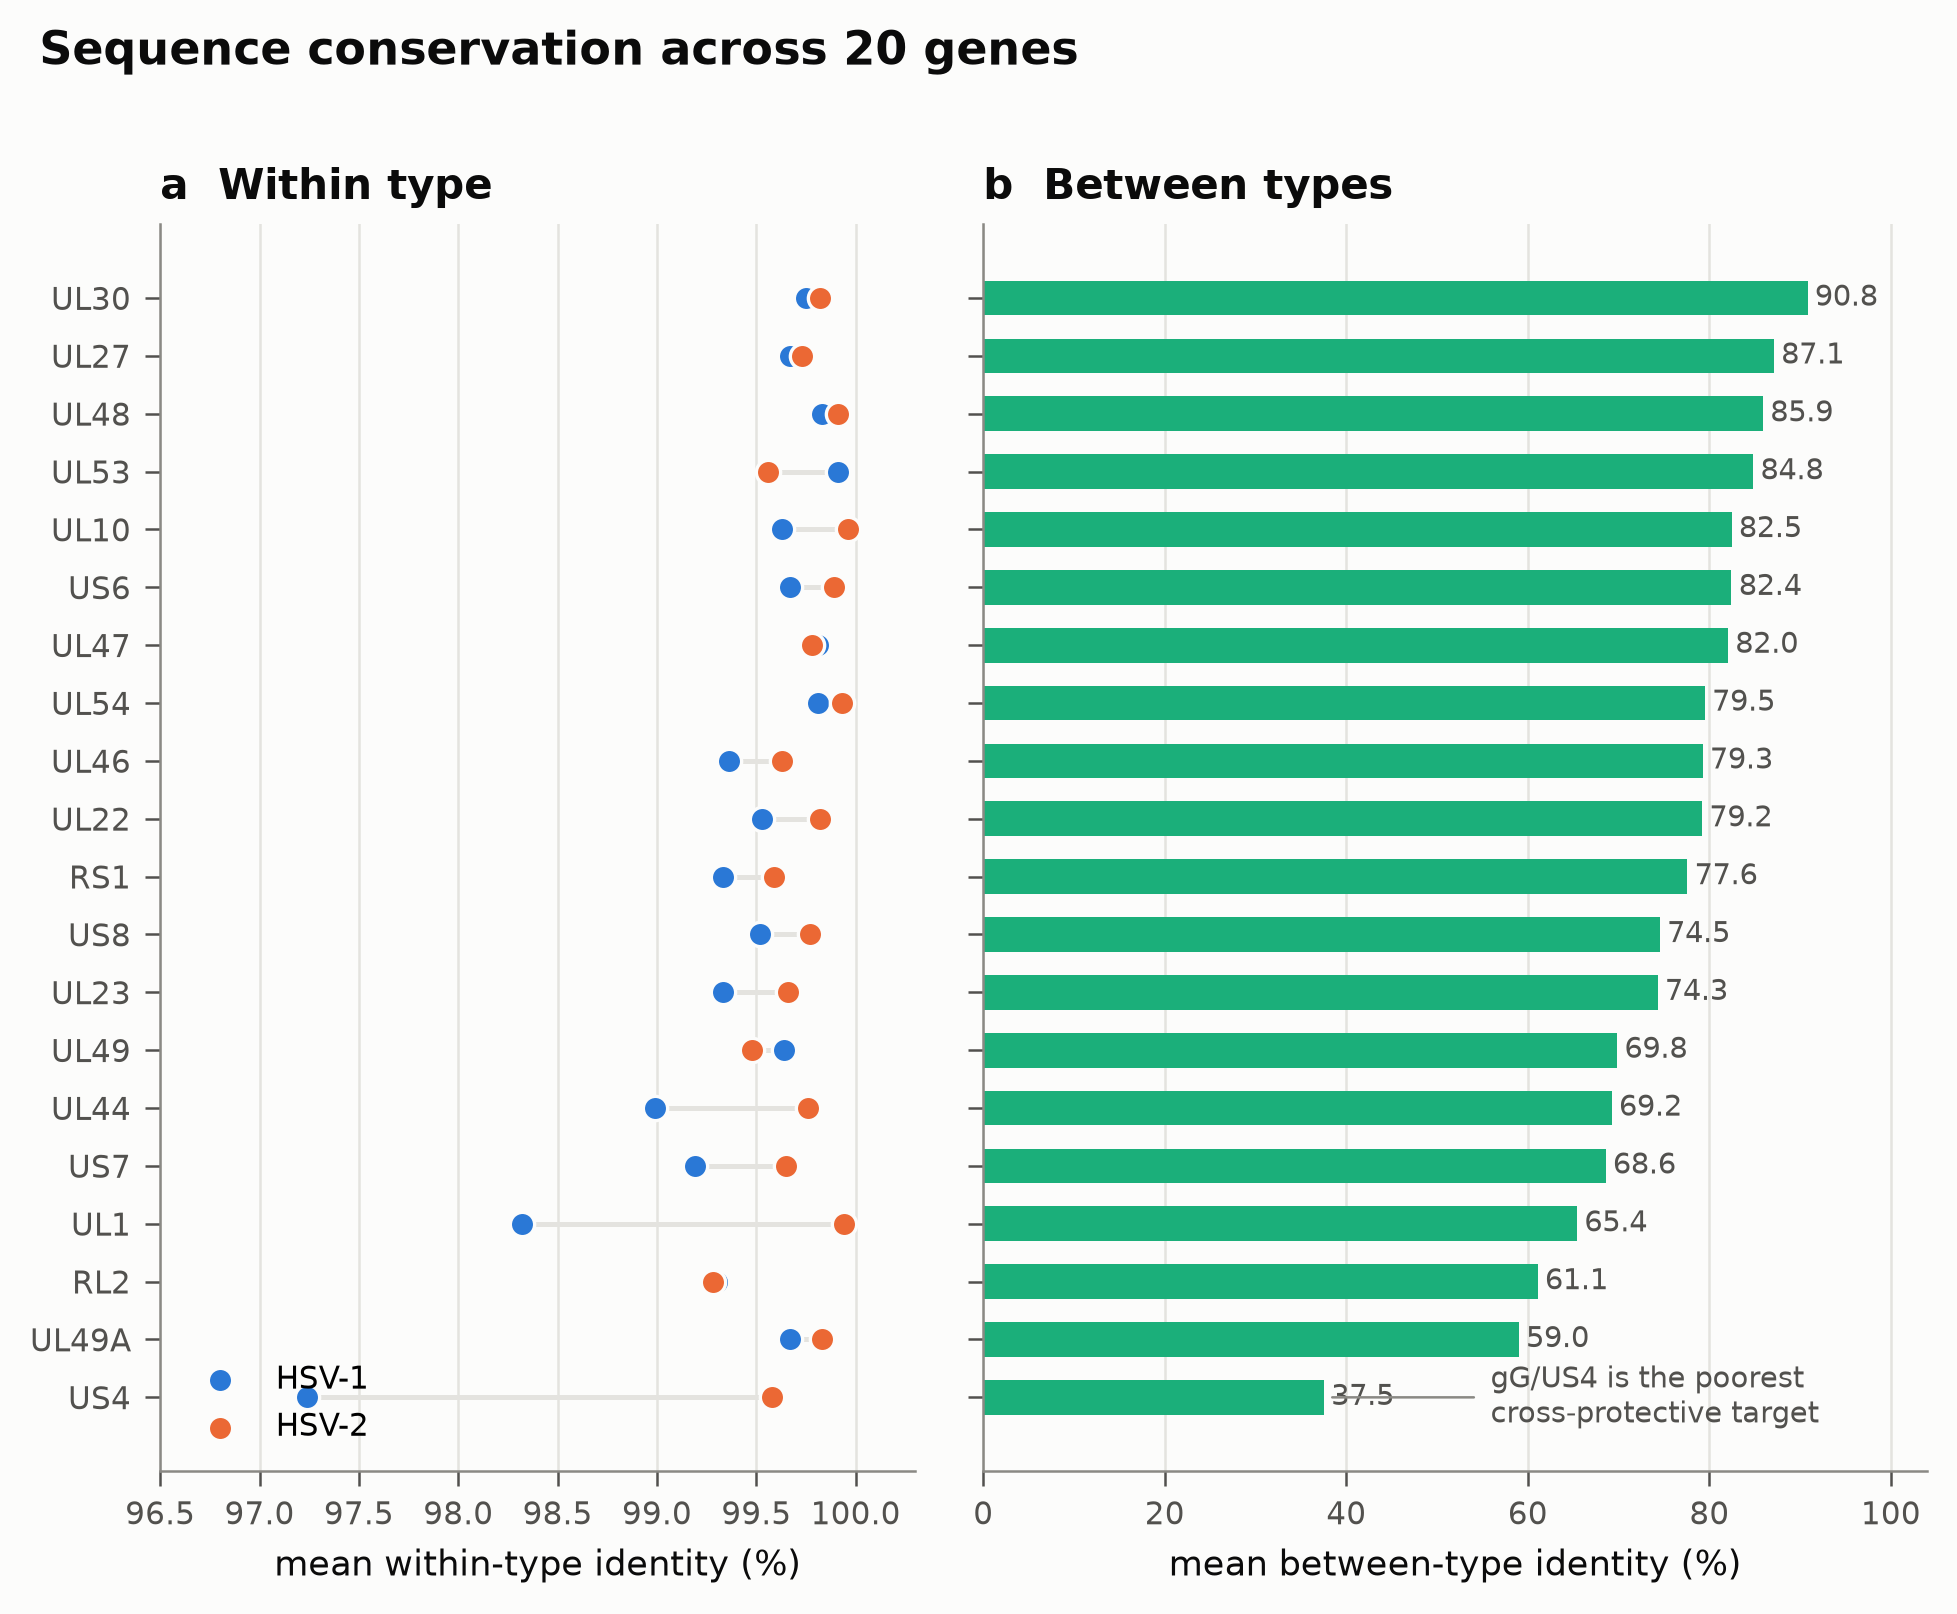 Sequence conservation across 20 genes
a Within type
UL30
UL27
UL48
UL53
UL10
US6
UL47
UL54
UL46
UL22
RS1
US8
UL23
UL49
UL44
US7
UL1
RL2
UL49A
US4
HSV-1
HSV-2
96.5 97.0 97.5 98.0 98.5 99.0 99.5 100.0
mean within-type identity (%)
b Between types
90.8
87.1
85.9
84.8
82.5
82.4
82.0
79.5
79.3
79.2
77.6
74.5
74.3
69.8
69.2
68.6
65.4
61.1
59.0
37.5
gG/US4 is the poorest
cross-protective target
0 20 40 60 80 100
mean between-type identity (%)